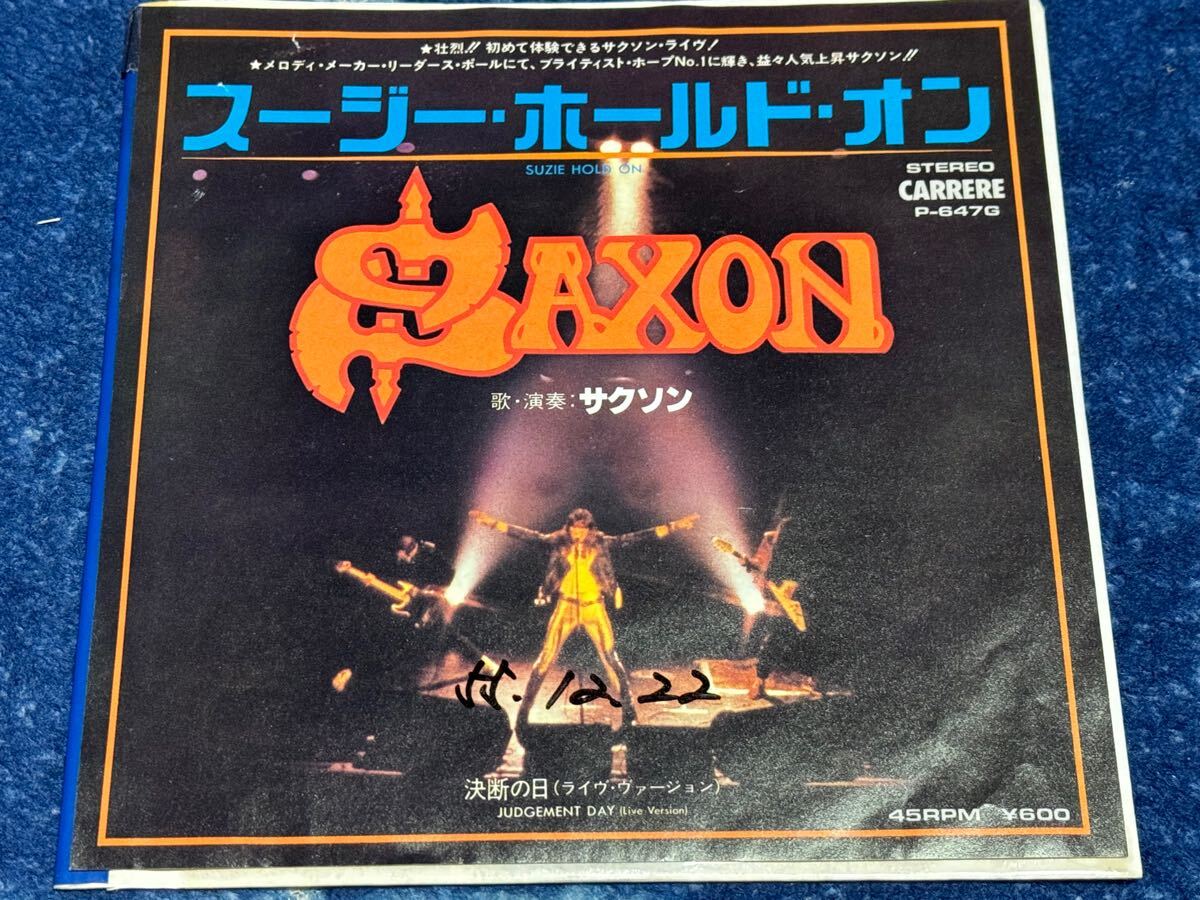 ★壮烈!! 初めて体験できるサクソン・ライヴ!
★メロディ・メーカー・リーダース・ポールにて、ブライティスト・ホープNo.1に輝き、益々人気上昇サクソン!!
スージー・ホールド・オン
SUZIE HOLD ON
STEREO
CARRERE
P-647G
SAXON
歌・演奏:サクソン
12.22
決断の日(ライヴ・ヴァージョン)
JUDGEMENT DAY (Live Version)
45RPM ¥600